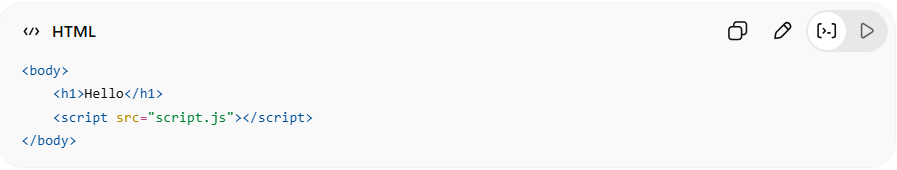 HTML
<body>
    <h1>Hello</h1>
    <script src="script.js"></script>
</body>